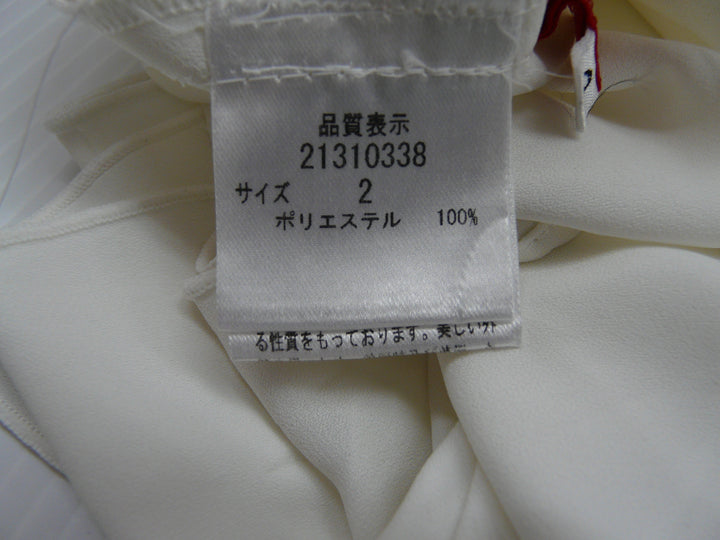 品質表示
21310338
サイズ 2
ポリエステル 100%
る性質をもっております。美しい外